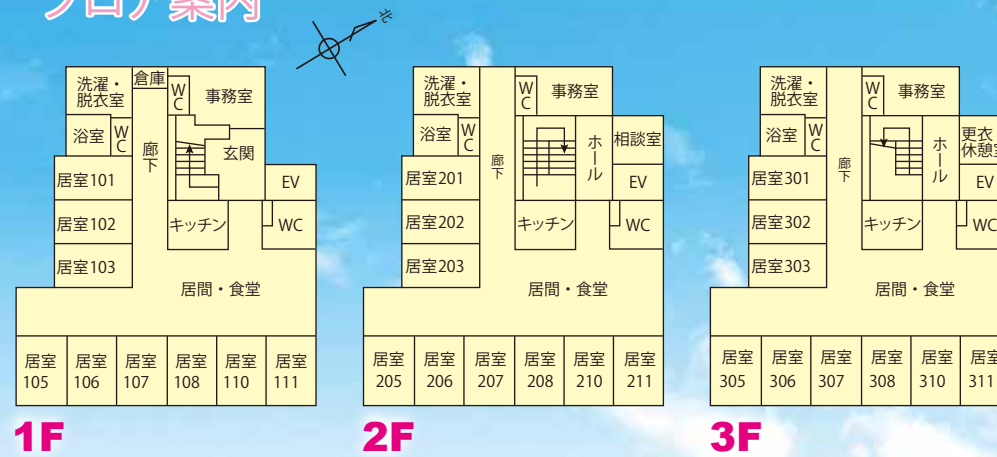 フロア案内
北
洗濯・
脱衣室
倉庫
WC
事務室
浴室
WC
廊下
玄関
居室101
EV
居室102
キッチン
WC
居室103
居間・食堂
居室
105
居室
106
居室
107
居室
108
居室
110
居室
111
1F
洗濯・
脱衣室
WC
事務室
浴室
WC
廊下
ホール
相談室
居室201
EV
居室202
キッチン
WC
居室203
居間・食堂
居室
205
居室
206
居室
207
居室
208
居室
210
居室
211
2F
洗濯・
脱衣室
WC
事務室
浴室
WC
廊下
ホール
更衣
休憩室
居室301
EV
居室302
キッチン
WC
居室303
居間・食堂
居室
305
居室
306
居室
307
居室
308
居室
310
居室
311
3F